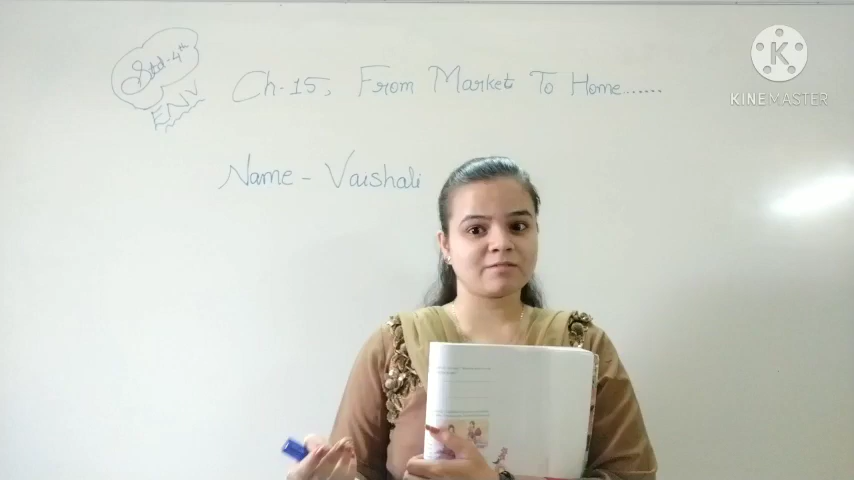 Std-4th
ENV
Ch-15, From Market To Home......
Name - Vaishali
KINEMASTER